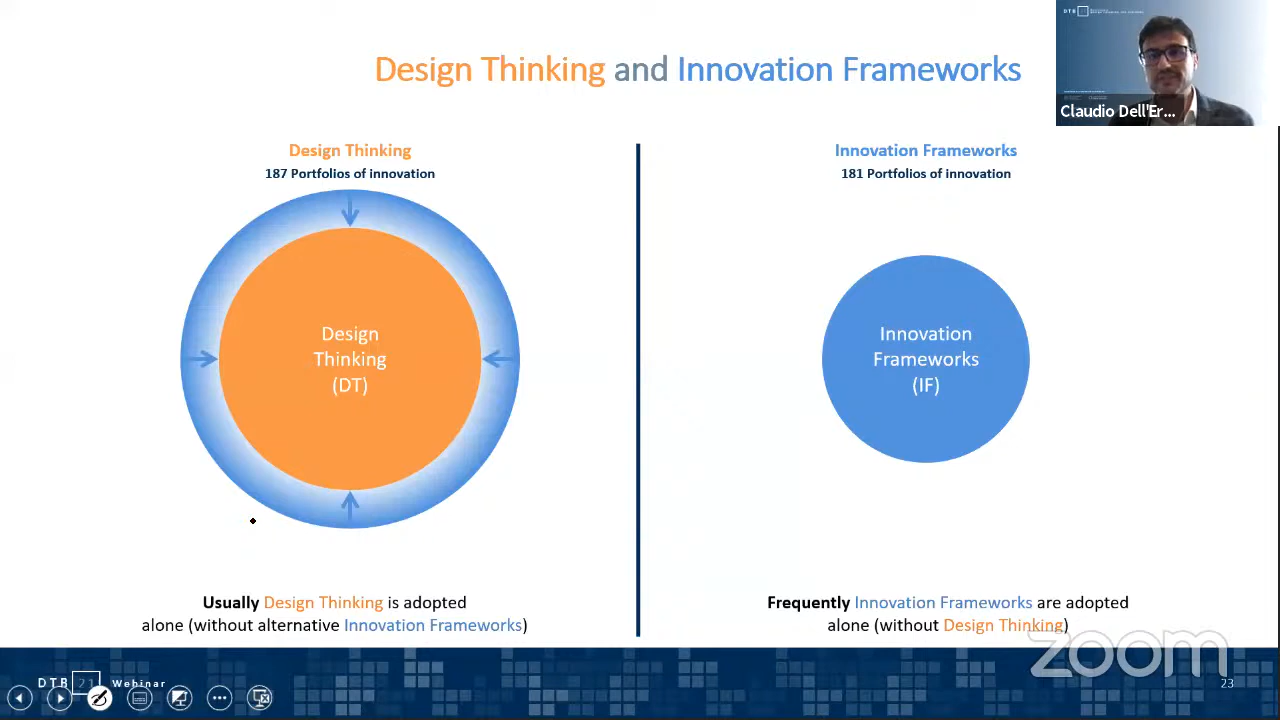 Design Thinking and Innovation Frameworks
Claudio Dell'Er...
Design Thinking
187 Portfolios of innovation
Design
Thinking
(DT)
Usually Design Thinking is adopted
alone (without alternative Innovation Frameworks)
Innovation Frameworks
181 Portfolios of innovation
Innovation
Frameworks
(IF)
Frequently Innovation Frameworks are adopted
alone (without Design Thinking)
zoom
DTB 21 Webinar
23